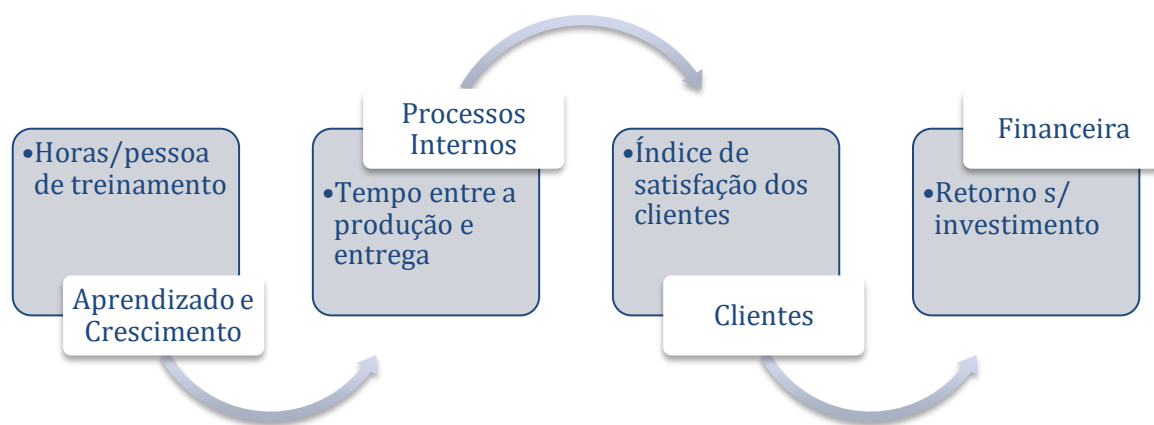 •Horas/pessoa
de treinamento
Aprendizado e
Crescimento
Processos
Internos
•Tempo entre a
produção e
entrega
•Índice de
satisfação dos
clientes
Clientes
Financeira
•Retorno s/
investimento